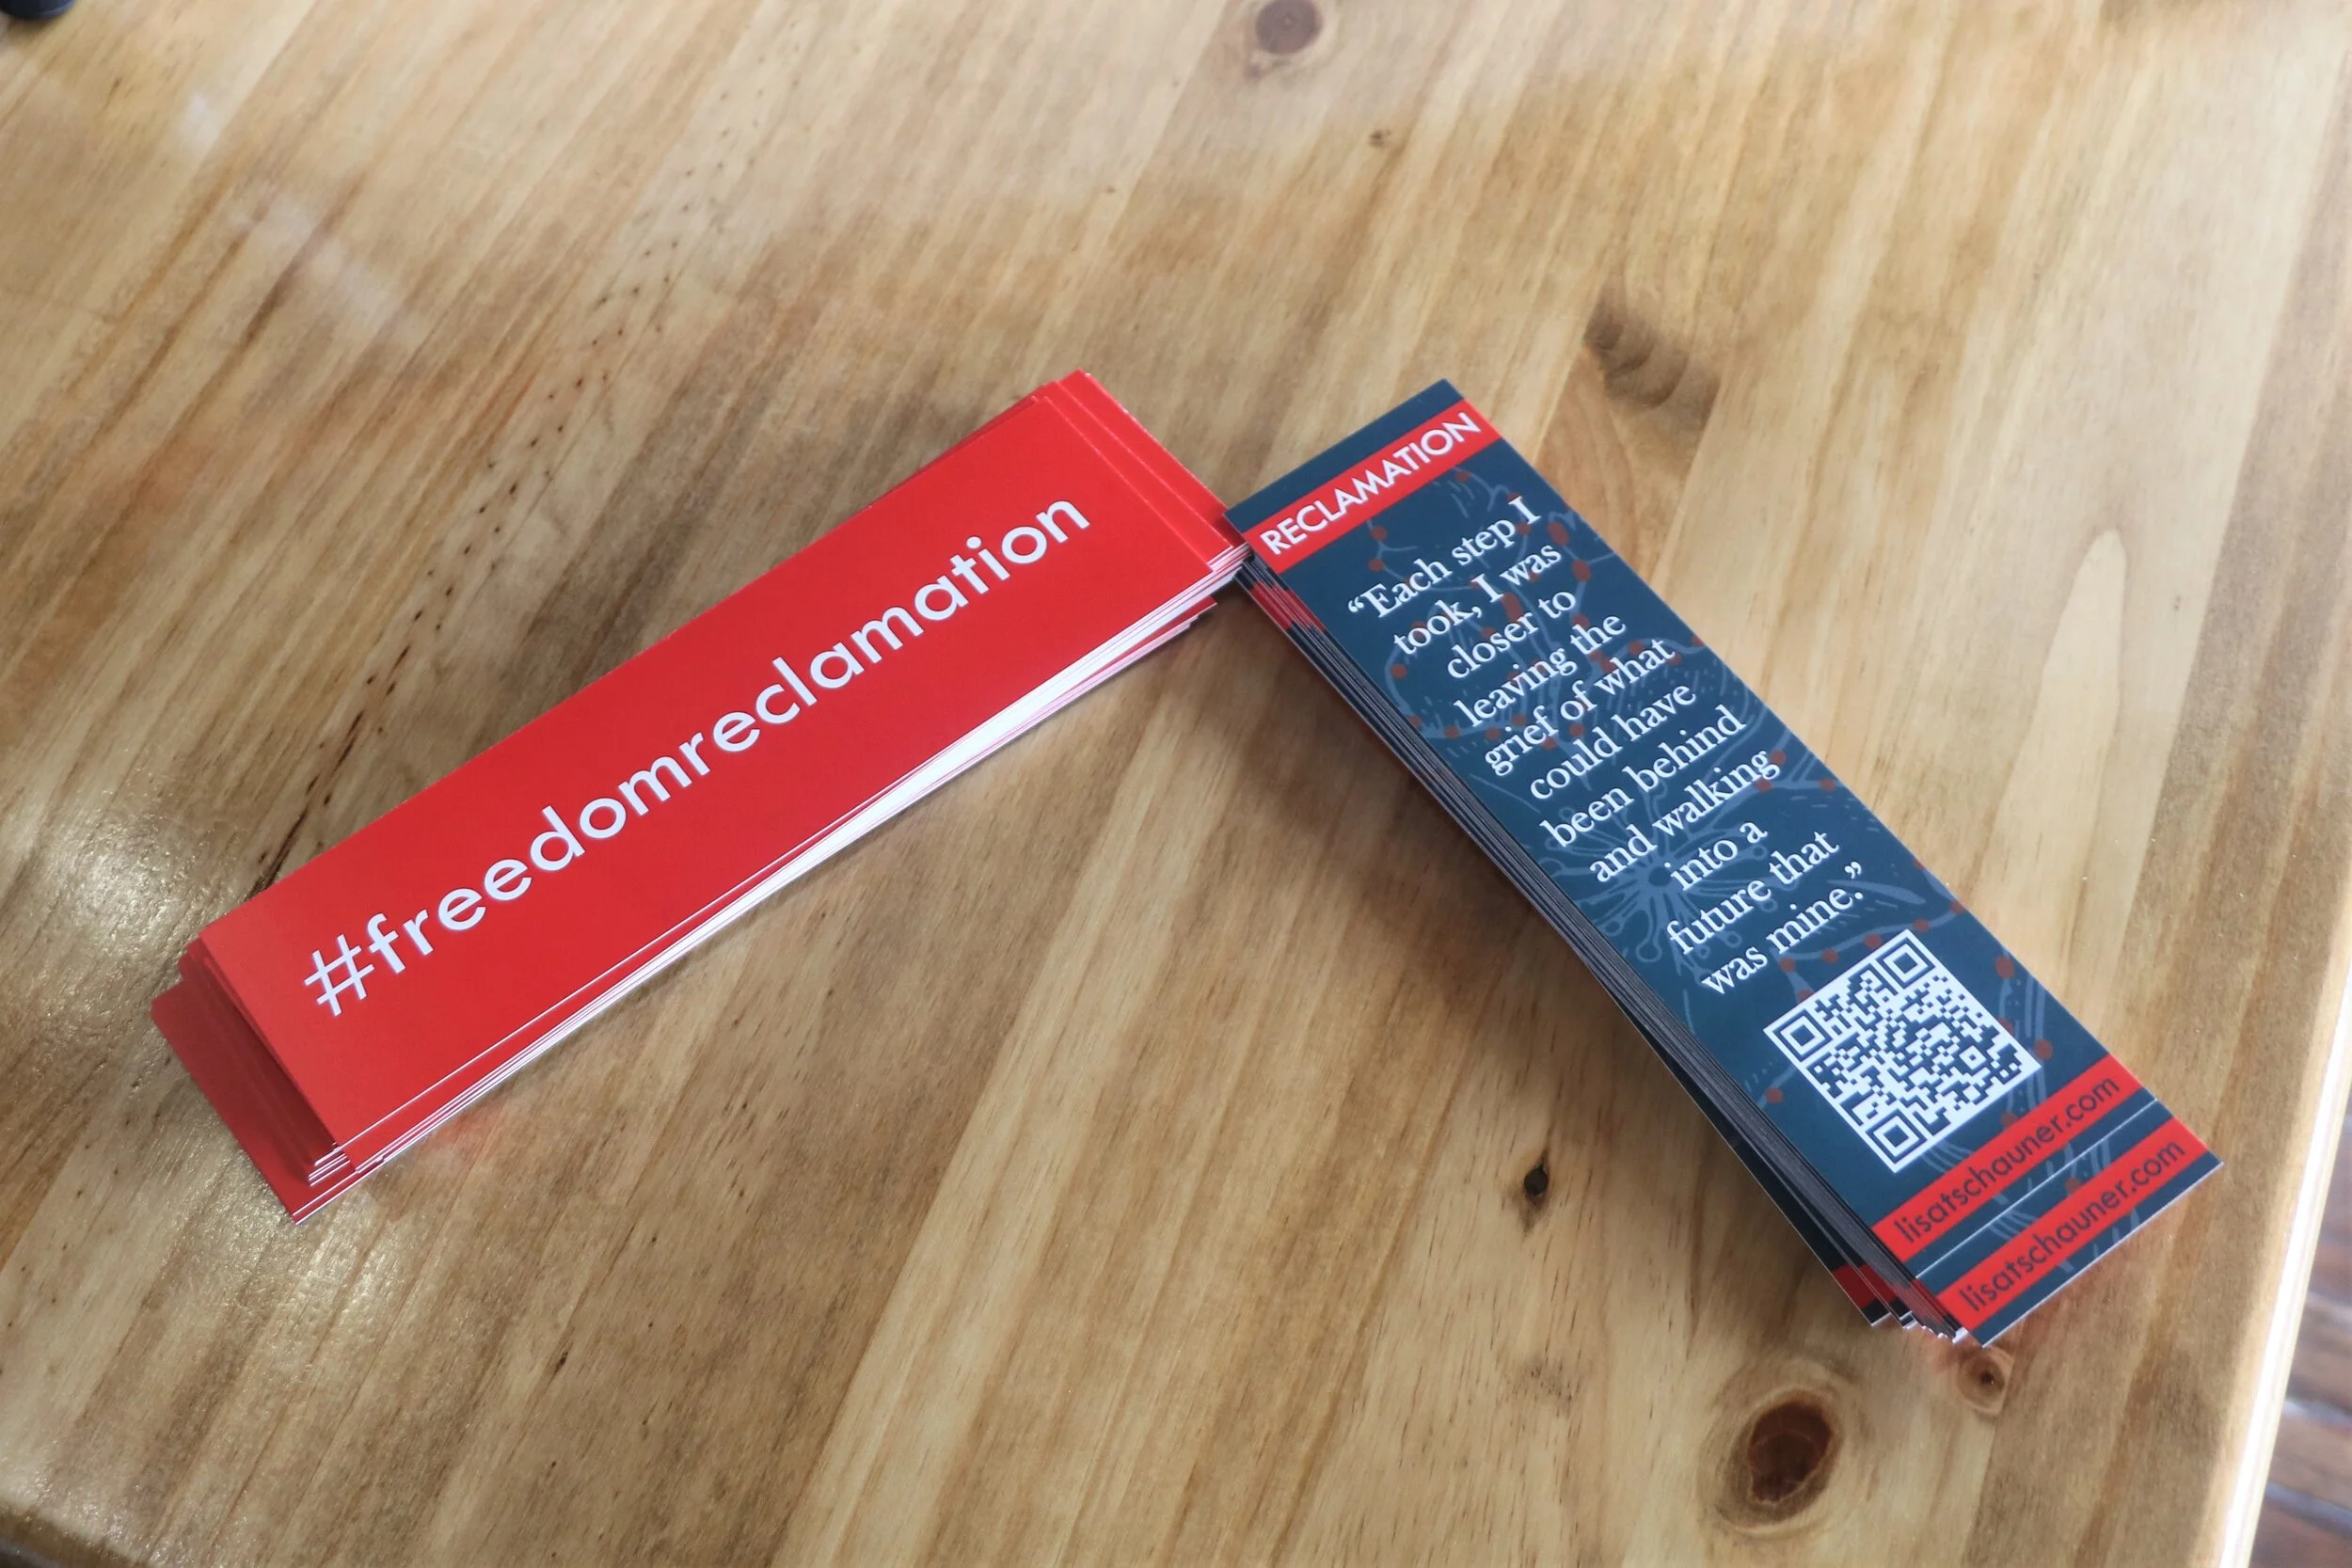 #freedomreclamation
RECLAMATION
“Each step I
took, I was
closer to
leaving the
grief of what
could have
been behind
and walking
into a
future that
was mine.”
lisatschauner.com
lisatschauner.com